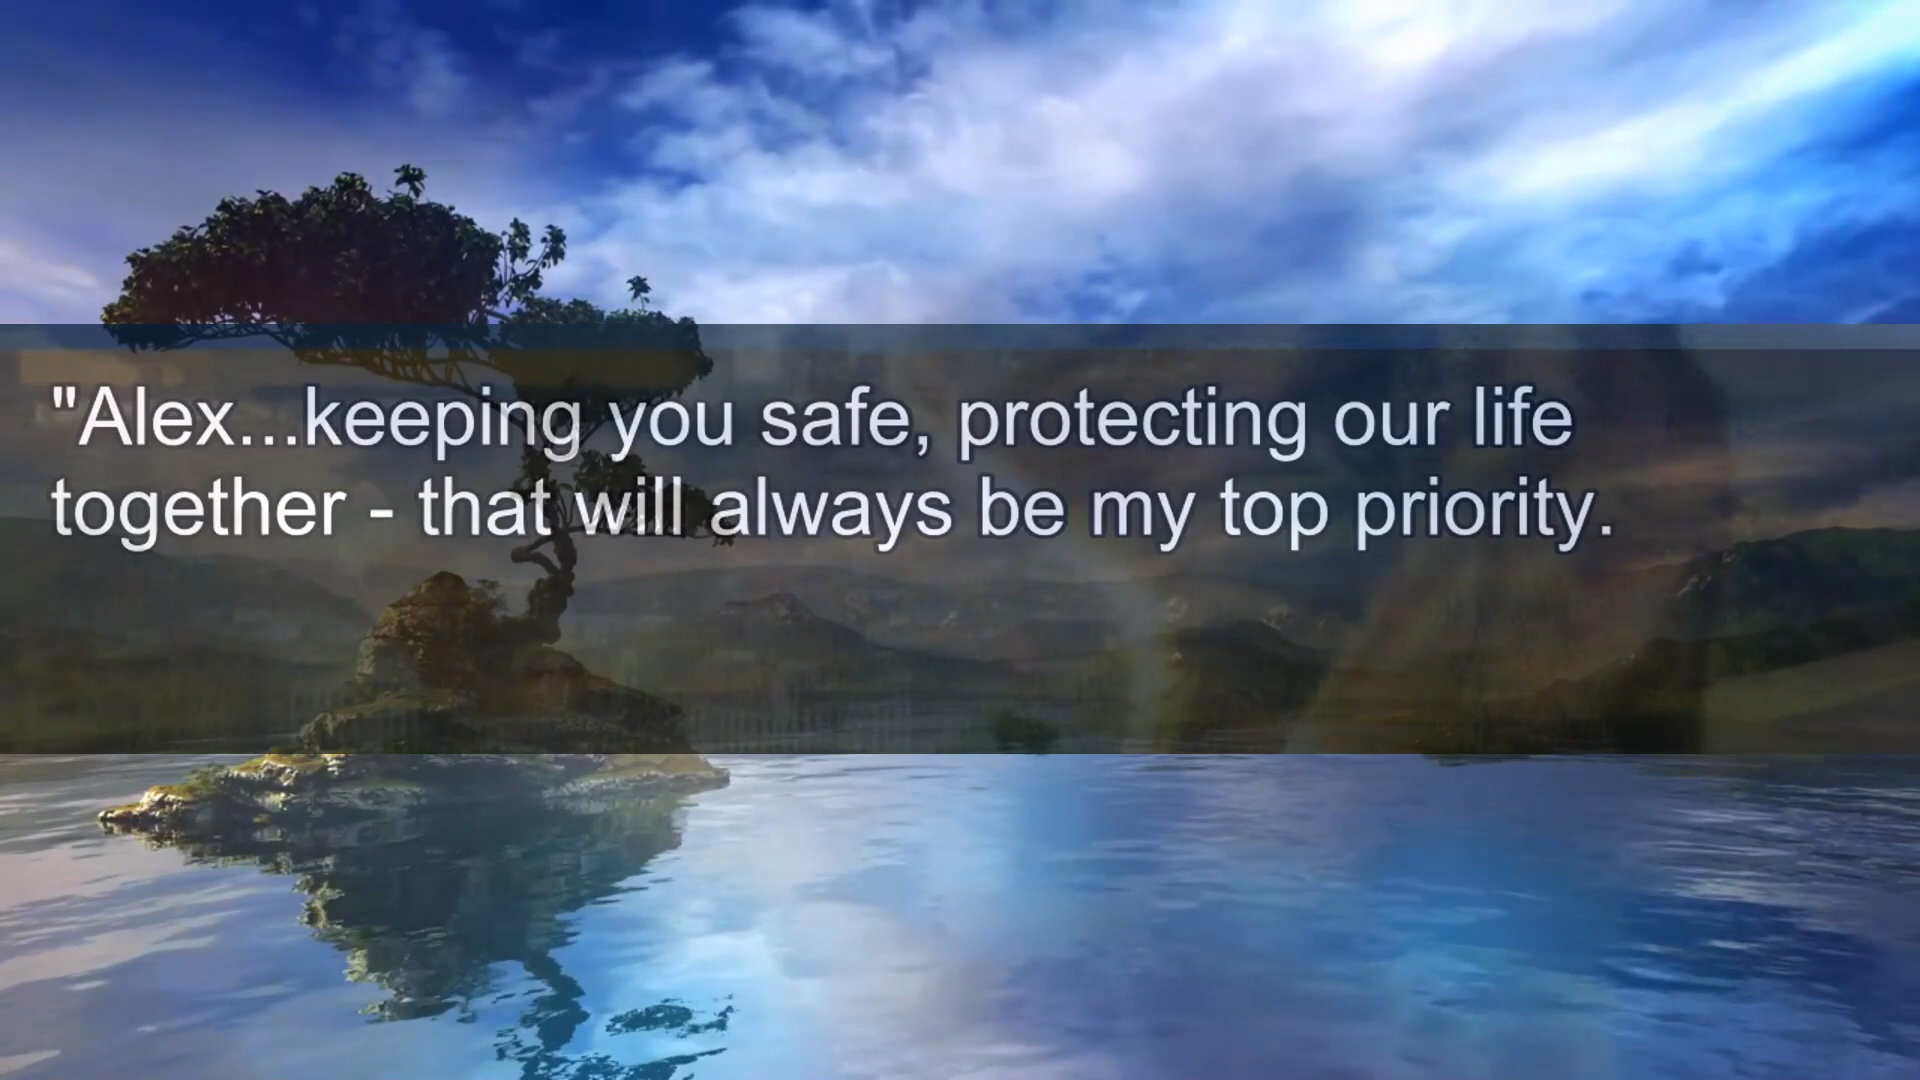 "Alex...keeping you safe, protecting our life
together - that will always be my top priority.